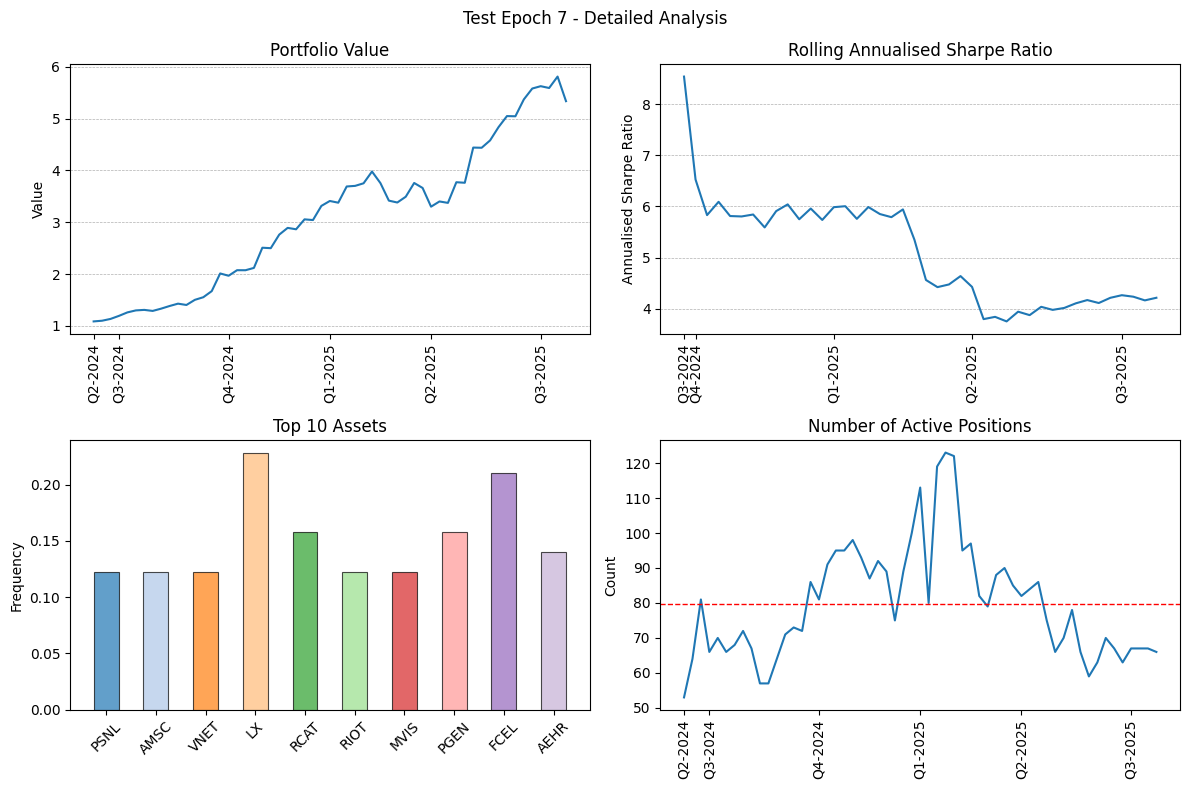 Test Epoch 7 - Detailed Analysis
Portfolio Value
Value
6
5
4
3
2
1
Q2-2024
Q3-2024
Q4-2024
Q1-2025
Q2-2025
Q3-2025
Rolling Annualised Sharpe Ratio
Annualised Sharpe Ratio
8
7
6
5
4
Q3-2024
Q4-2024
Q1-2025
Q2-2025
Q3-2025
Top 10 Assets
Frequency
0.20
0.15
0.10
0.05
0.00
PSNL
AMSC
VNET
LX
RCAT
RIOT
MVIS
PGEN
FCEL
AEHR
Number of Active Positions
Count
120
110
100
90
80
70
60
50
Q2-2024
Q3-2024
Q4-2024
Q1-2025
Q2-2025
Q3-2025